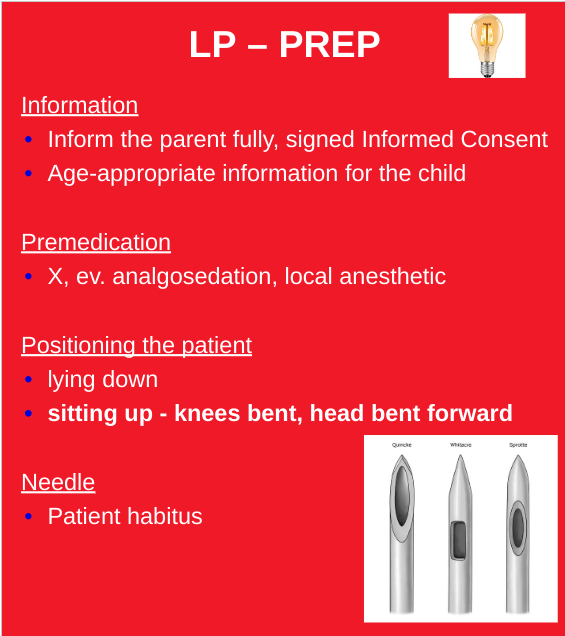 LP – PREP
Information
• Inform the parent fully, signed Informed Consent
• Age-appropriate information for the child
Premedication
• X, ev. analgosedation, local anesthetic
Positioning the patient
• lying down
• sitting up - knees bent, head bent forward
Needle
• Patient habitus
Quincke Whitacre Sprotte